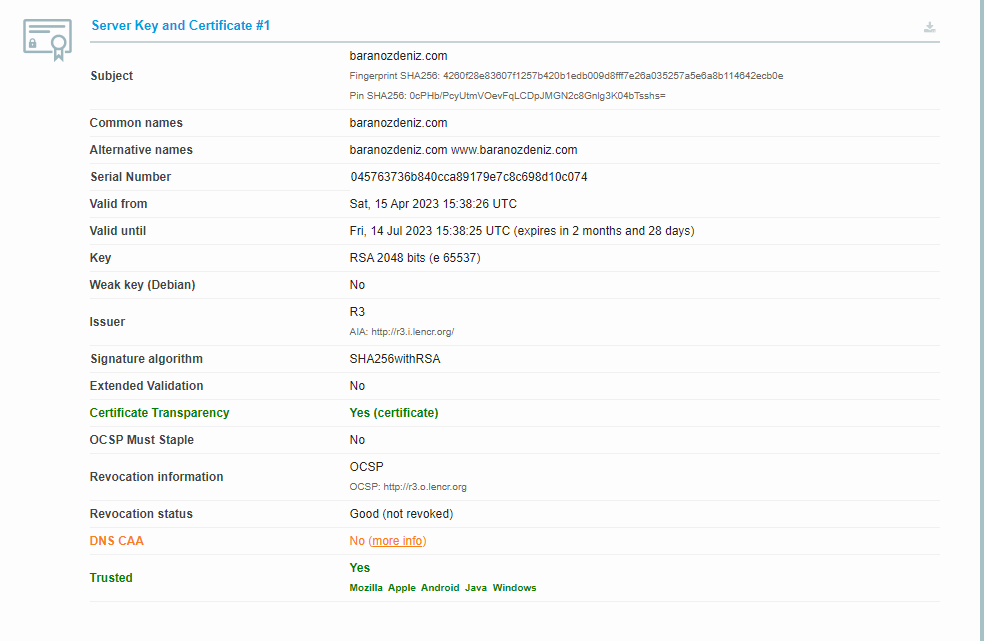 Server Key and Certificate #1
Subject
baranozdeniz.com
Fingerprint SHA256: 4260f28e83607f1257b420b1edb009d8fff7e26a035257a5e6a8b114642ecb0e
Pin SHA256: 0cPHb/PcyUtmVOevFqLCDpJMGN2c8Gnlg3K04bTsshs=
Common names baranozdeniz.com
Alternative names baranozdeniz.com www.baranozdeniz.com
Serial Number 045763736b840cca89179e7c8c698d10c074
Valid from Sat, 15 Apr 2023 15:38:26 UTC
Valid until Fri, 14 Jul 2023 15:38:25 UTC (expires in 2 months and 28 days)
Key RSA 2048 bits (e 65537)
Weak key (Debian) No
Issuer
R3
AIA: http://r3.i.lencr.org/
Signature algorithm SHA256withRSA
Extended Validation No
Certificate Transparency Yes (certificate)
OCSP Must Staple No
Revocation information
OCSP
OCSP: http://r3.o.lencr.org
Revocation status Good (not revoked)
DNS CAA No (more info)
Trusted
Yes
Mozilla Apple Android Java Windows